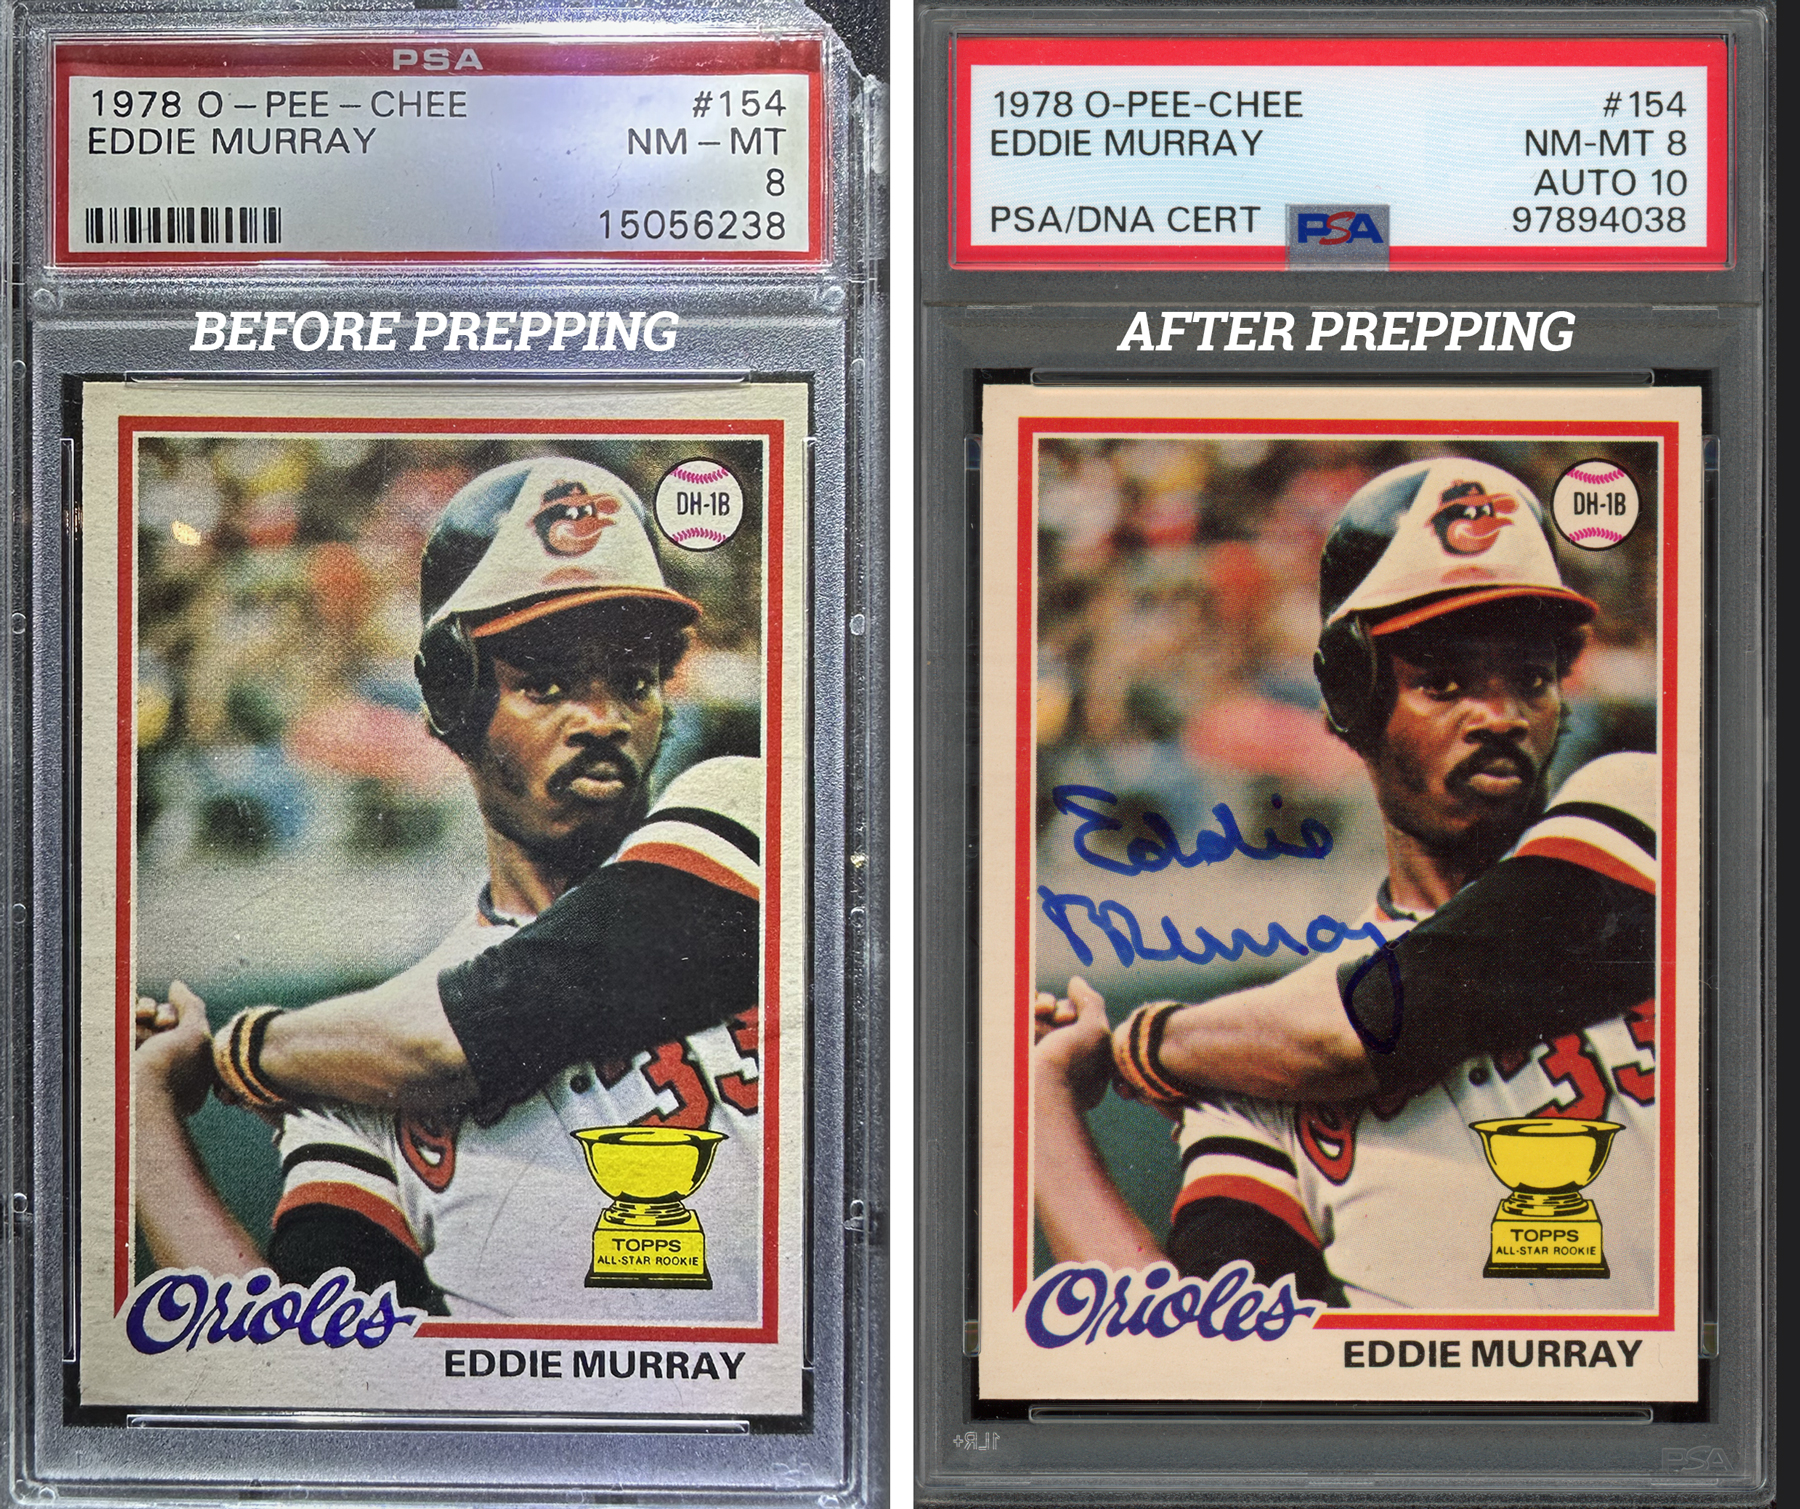 PSA
1978 O-PEE-CHEE #154
EDDIE MURRAY NM-MT
8
15056238
BEFORE PREPPING
DH-1B
TOPPS
ALL-STAR ROOKIE
Orioles
EDDIE MURRAY
1978 O-PEE-CHEE #154
EDDIE MURRAY NM-MT 8
AUTO 10
PSA/DNA CERT PSA 97894038
AFTER PREPPING
DH-1B
Eddie
Murray
TOPPS
ALL-STAR ROOKIE
Orioles
EDDIE MURRAY
PSA